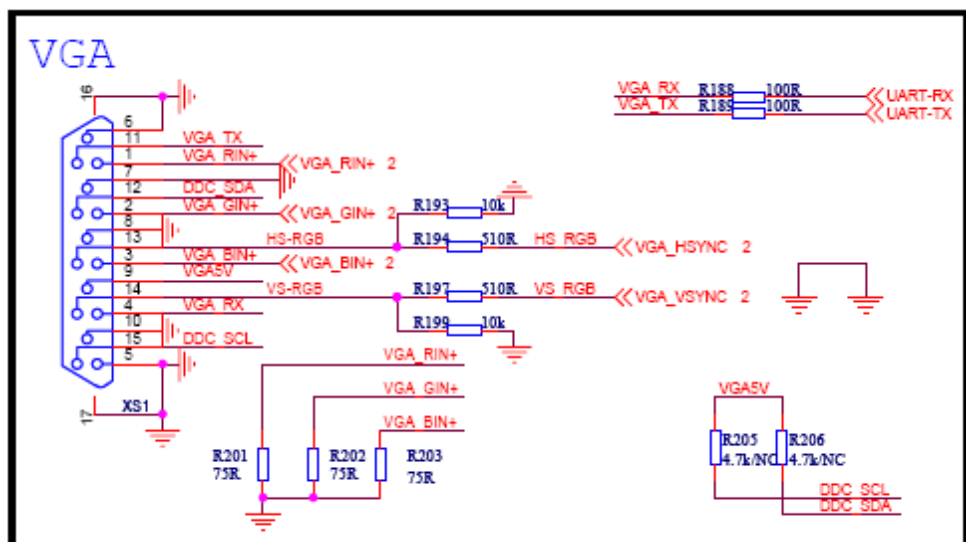 VGA
16
6
11 VGA_TX
1 VGA_RIN+ VGA_RIN+ 2
7
12 DDC_SDA
2 VGA_GIN+ VGA_GIN+ 2
8
13 HS-RGB
3 VGA_BIN+ VGA_BIN+ 2
9 VGA5V
14 VS-RGB
4 VGA_RX
10
15 DDC_SCL
5
17
XS1
VGA_RX R188 100R UART-RX
VGA_TX R189 100R UART-TX
R193 10k
R194 510R HS_RGB VGA_HSYNC 2
R197 510R VS_RGB VGA_VSYNC 2
R199 10k
VGA_RIN+
VGA_GIN+
VGA_BIN+
R201 R202 R203
75R 75R 75R
VGA5V
R205 R206
4.7k/NC 4.7k/NC
DDC_SCL
DDC_SDA